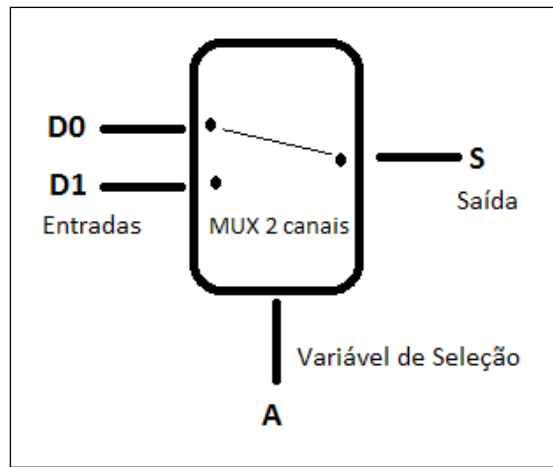 D0
D1
Entradas
MUX 2 canais
S
Saída
Variável de Seleção
A